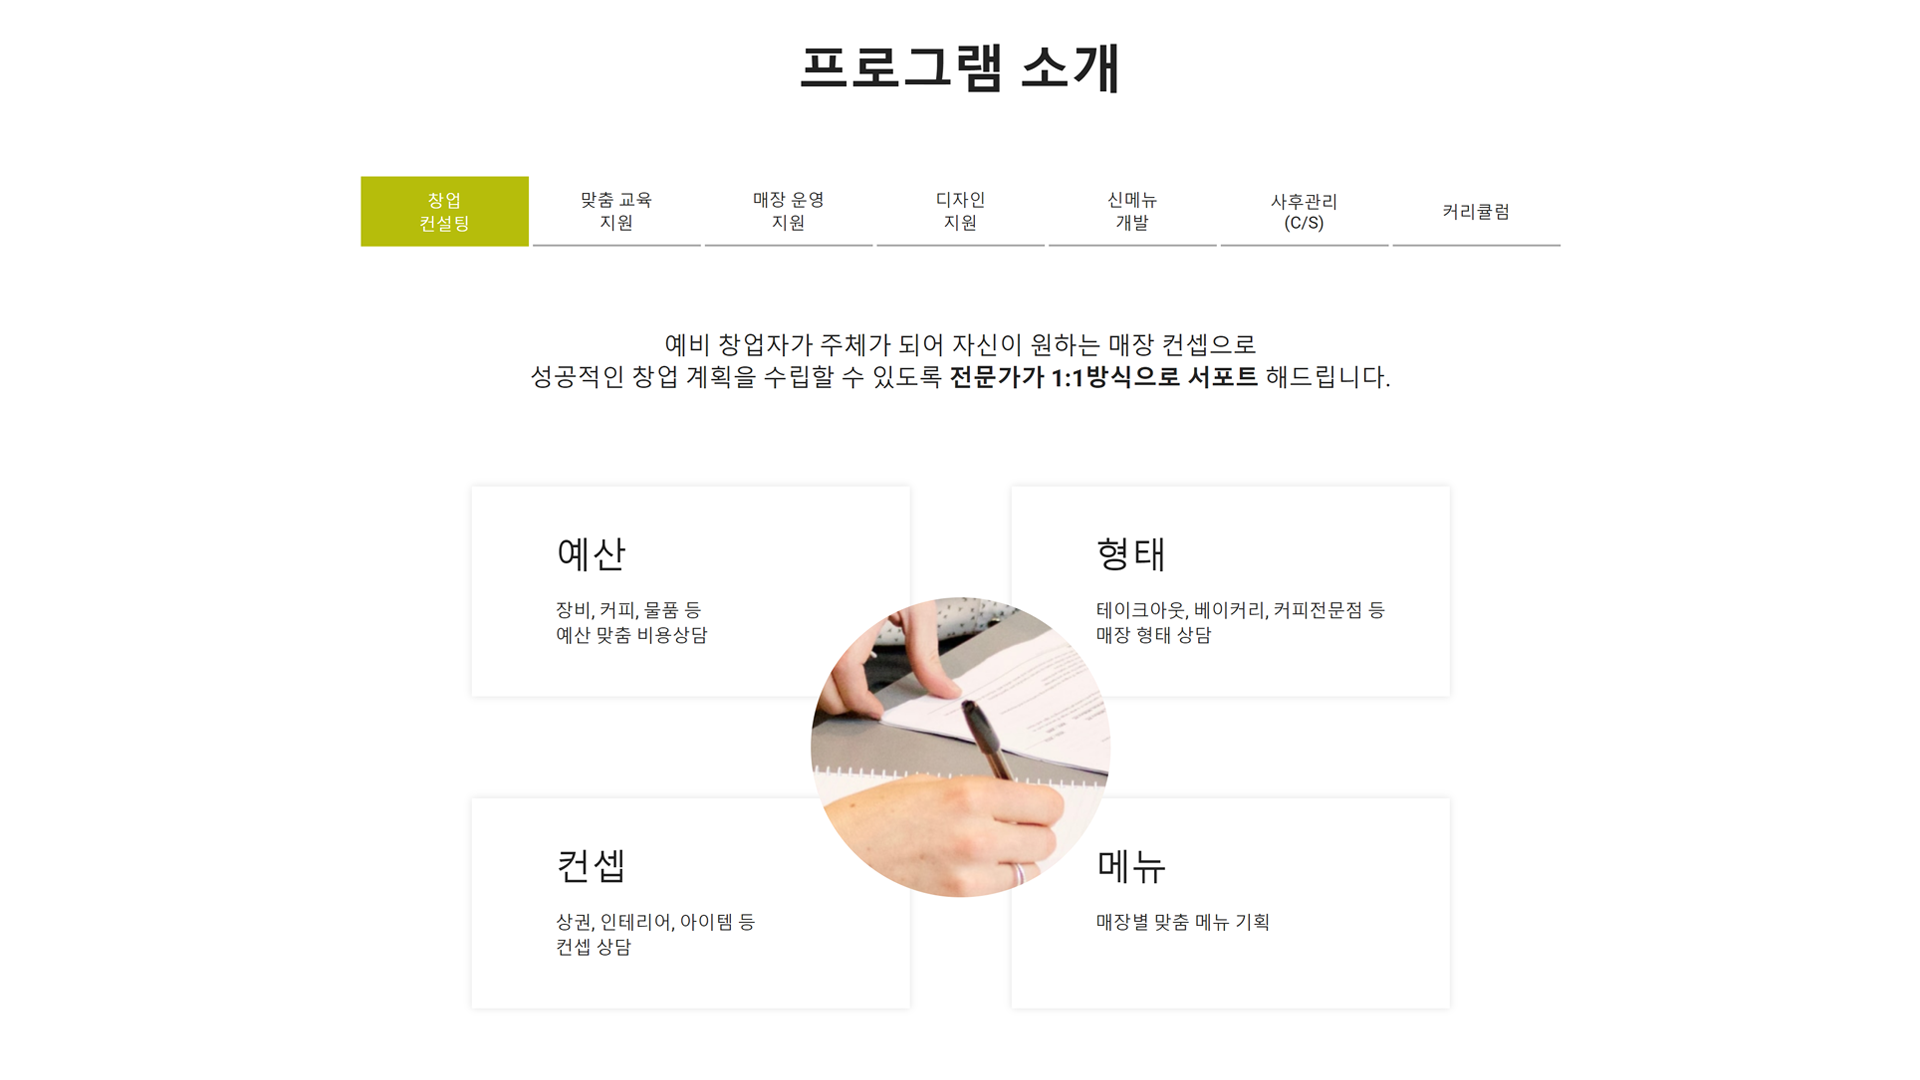 프로그램 소개
창업
컨설팅
맞춤 교육
지원
매장 운영
지원
디자인
지원
신메뉴
개발
사후관리
(C/S)
커리큘럼
예비 창업자가 주체가 되어 자신이 원하는 매장 컨셉으로
성공적인 창업 계획을 수립할 수 있도록 전문가가 1:1방식으로 서포트 해드립니다.
예산
장비, 커피, 물품 등
예산 맞춤 비용상담
형태
테이크아웃, 베이커리, 커피전문점 등
매장 형태 상담
컨셉
상권, 인테리어, 아이템 등
컨셉 상담
메뉴
매장별 맞춤 메뉴 기획